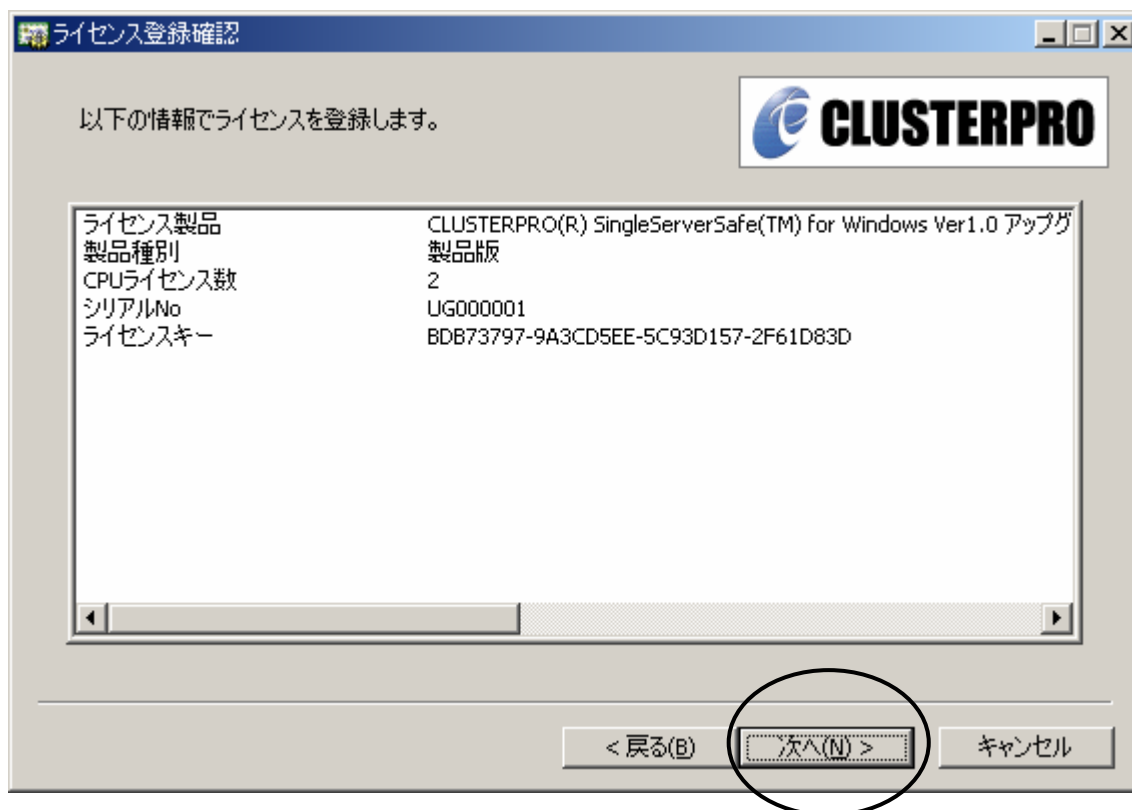 ライセンス登録確認
以下の情報でライセンスを登録します。
CLUSTERPRO
ライセンス製品 CLUSTERPRO(R) SingleServerSafe(TM) for Windows Ver1.0 アップグ
製品種別 製品版
CPUライセンス数 2
シリアルNo UG000001
ライセンスキー BDB73797-9A3CD5EE-5C93D157-2F61D83D
< 戻る(B) 次へ(N) > キャンセル